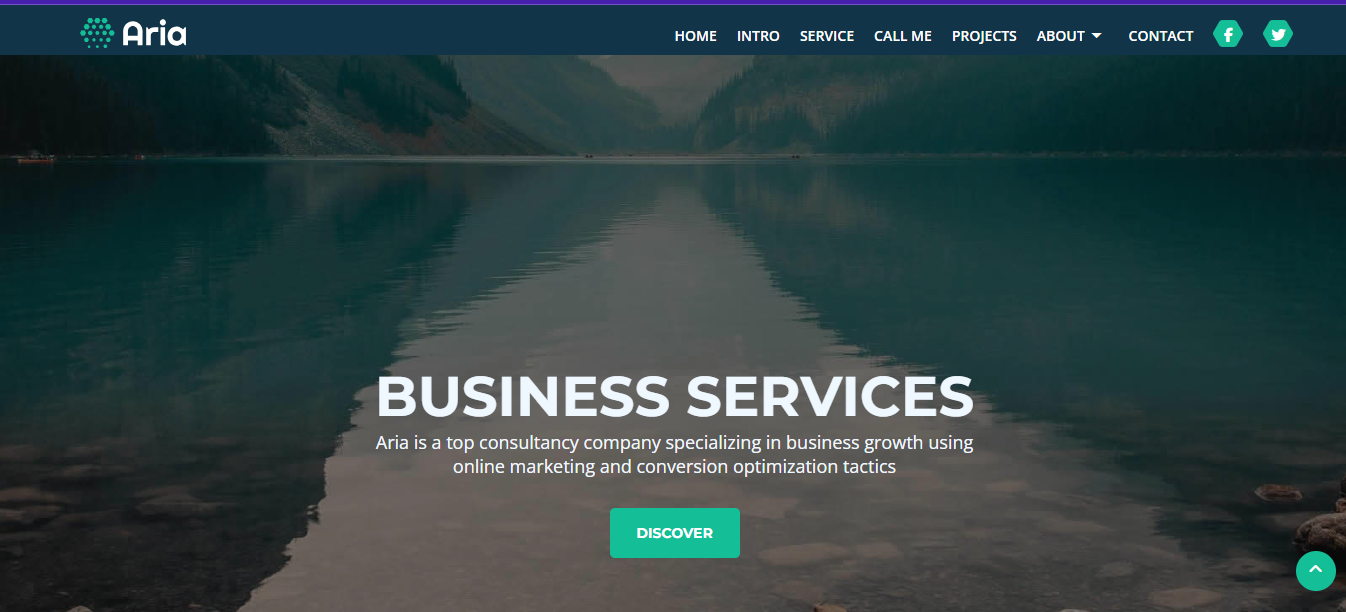 Aria
HOME INTRO SERVICE CALL ME PROJECTS ABOUT CONTACT
BUSINESS SERVICES
Aria is a top consultancy company specializing in business growth using
online marketing and conversion optimization tactics
DISCOVER